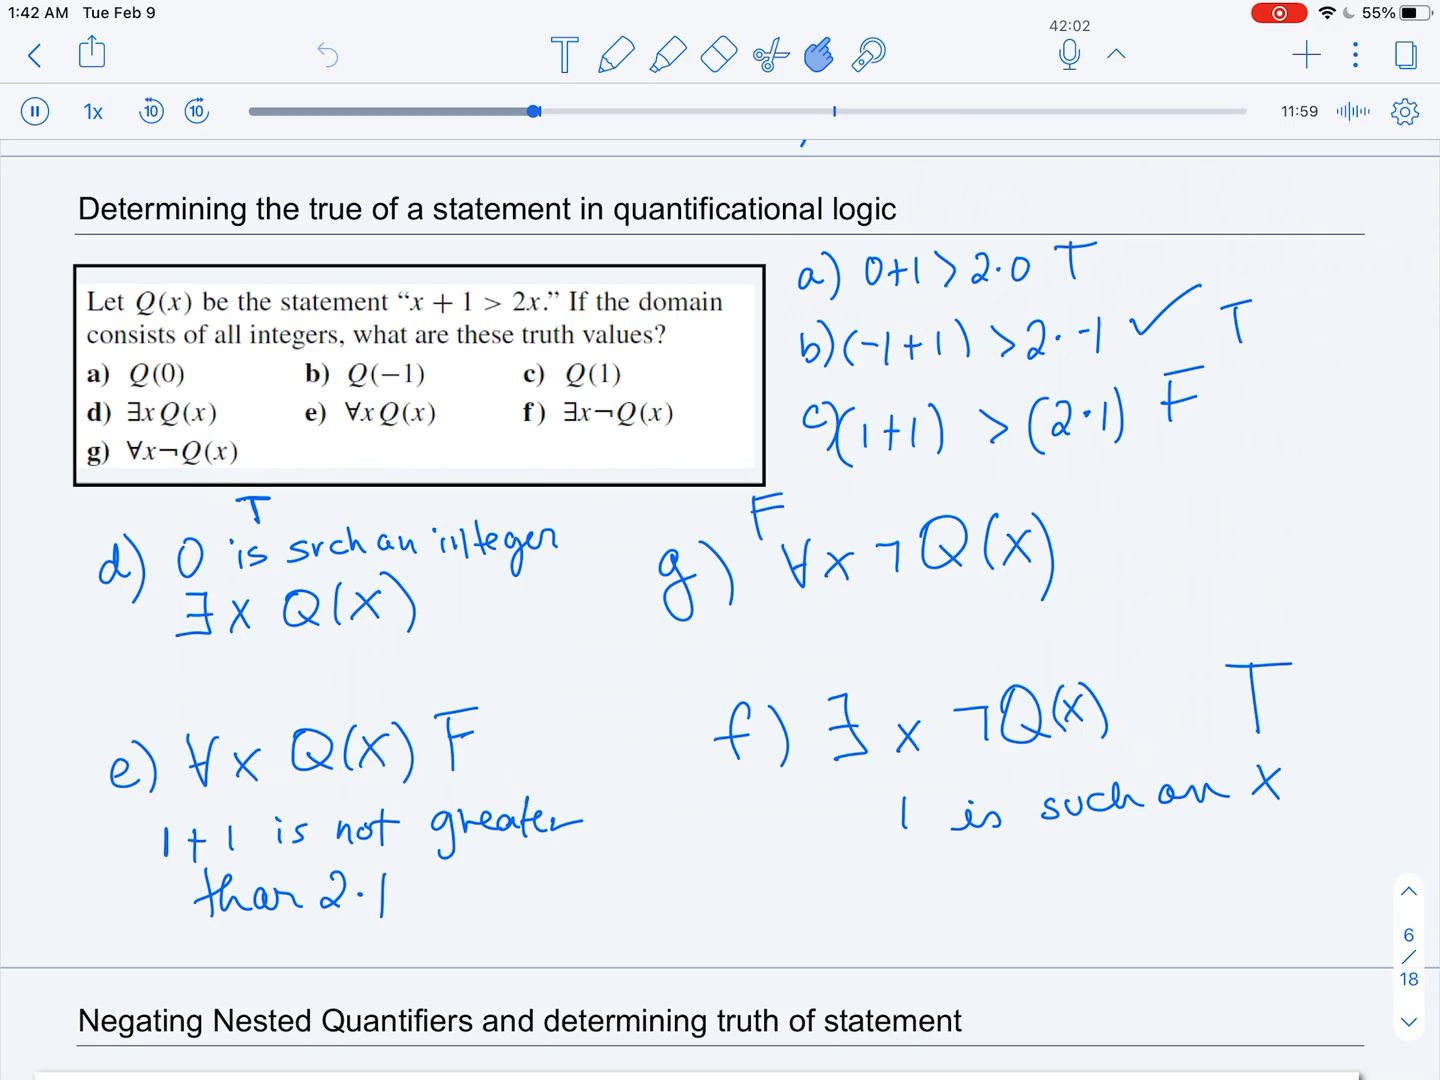 1:42 AM Tue Feb 9
55%
42:02
T
1x
10
10
11:59
Determining the true of a statement in quantificational logic
Let Q(x) be the statement “x + 1 > 2x.” If the domain
consists of all integers, what are these truth values?
a) Q(0) b) Q(−1) c) Q(1)
d) ∃x Q(x) e) ∀x Q(x) f) ∃x¬Q(x)
g) ∀x¬Q(x)
a) 0+1 > 2·0 T
b) (-1+1) > 2·-1 ✓ T
c) (1+1) > (2·1) F
T
d) 0 is such an integer
∃x Q(x)
F
g) ∀x ¬Q(x)
e) ∀x Q(x) F
1+1 is not greater
than 2·1
f) ∃x ¬Q(x) T
1 is such an x
6
/
18
Negating Nested Quantifiers and determining truth of statement